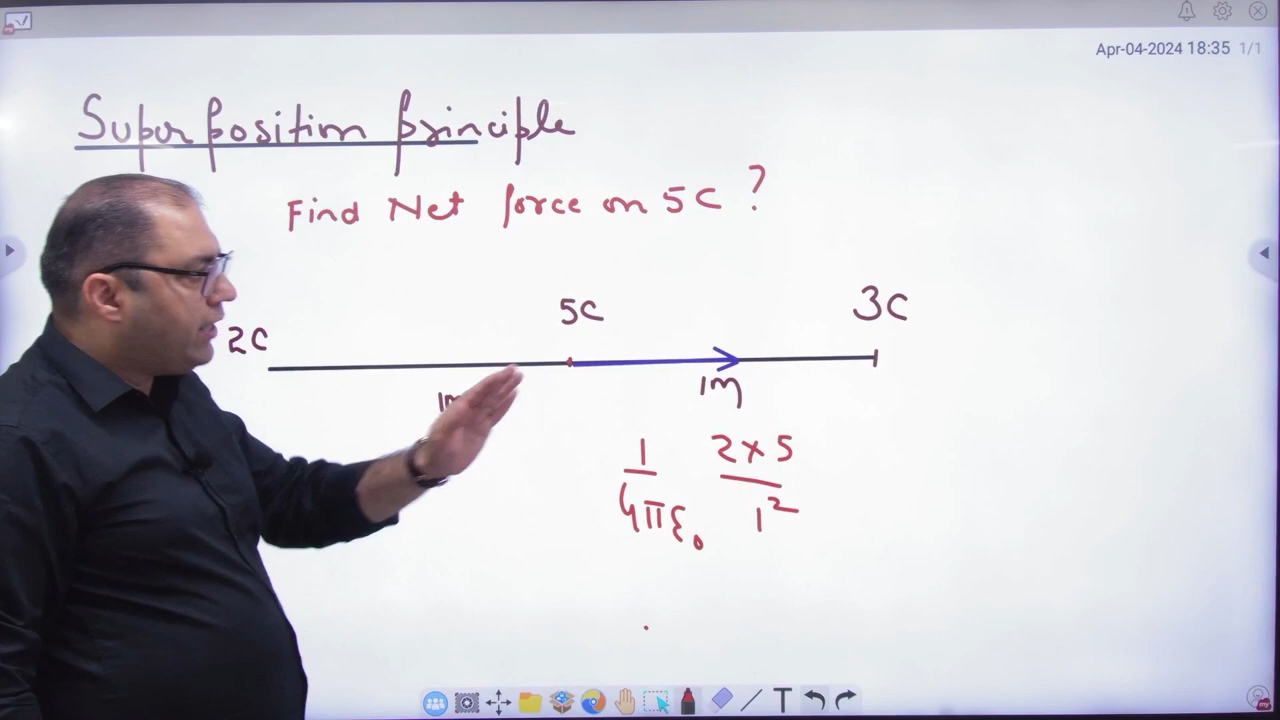 Apr-04-2024 18:35 1/1
Superposition principle
Find Net force on 5C ?
2C 5C 3C
1m 1m
1/4πε₀ 2×5/1²